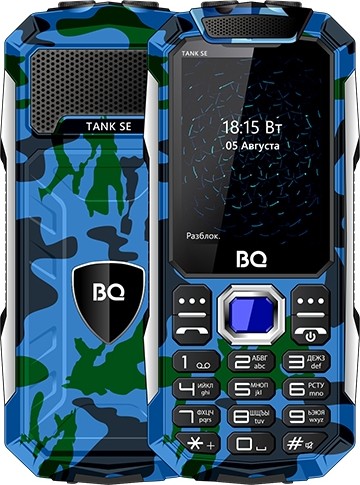 TANK SE
BQ
TANK SE
18:15 Вт
05 Августа
Разблок.
BQ
1
2 АБВГ abc
3 ДЕЖЗ def
4 ИЙКЛ ghi
5 МНОП jkl
6 РСТУ mno
7 ФХЦЧ pqrs
8 ШЩЪЫ tuv
9 ЬЭЮЯ wxyz
* +
0
#